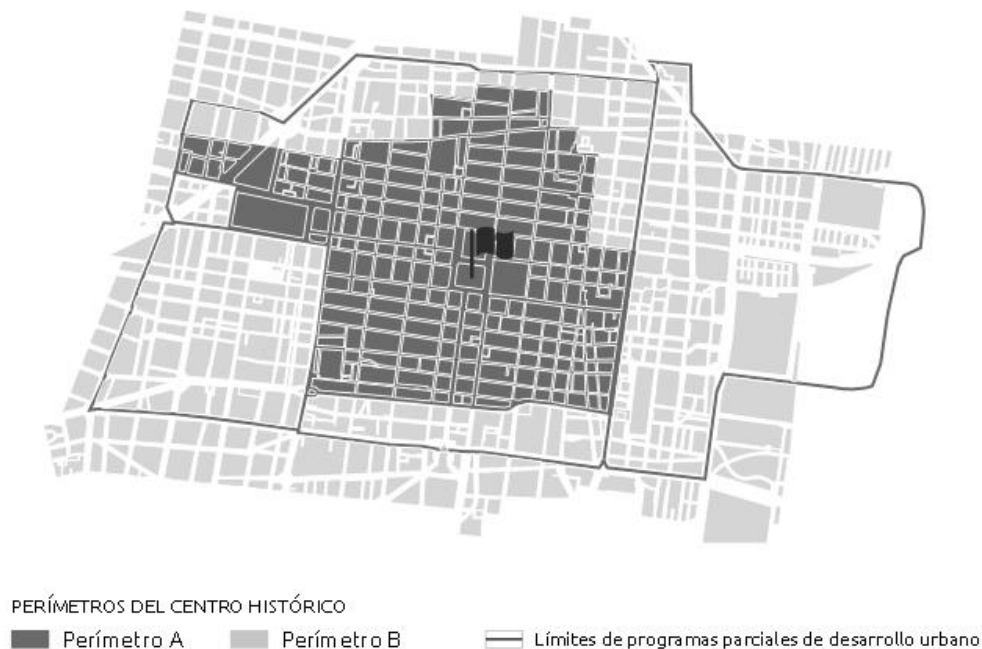 PERÍMETROS DEL CENTRO HISTÓRICO
Perímetro A Perímetro B Límites de programas parciales de desarrollo urbano